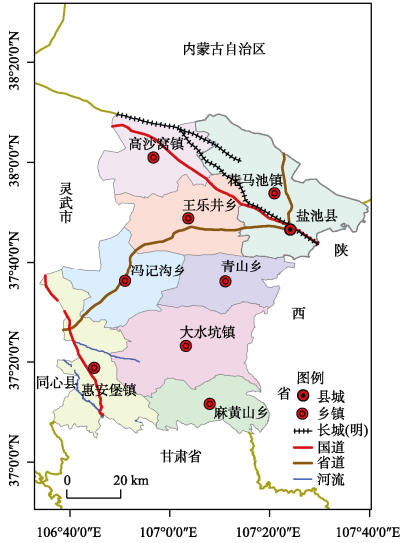 内蒙古自治区
38°20′0″N
高沙窝镇
38°0′0″N
花马池镇
灵武市
王乐井乡
盐池县
陕
37°40′0″N
冯记沟乡
青山乡
西
大水坑镇
37°20′0″N
同心县
惠安堡镇
图例
省
县城
麻黄山乡
乡镇
长城(明)
国道
甘肃省
省道
37°0′0″N
河流
0 20 km
106°40′0″E 107°0′0″E 107°20′0″E 107°40′0″E